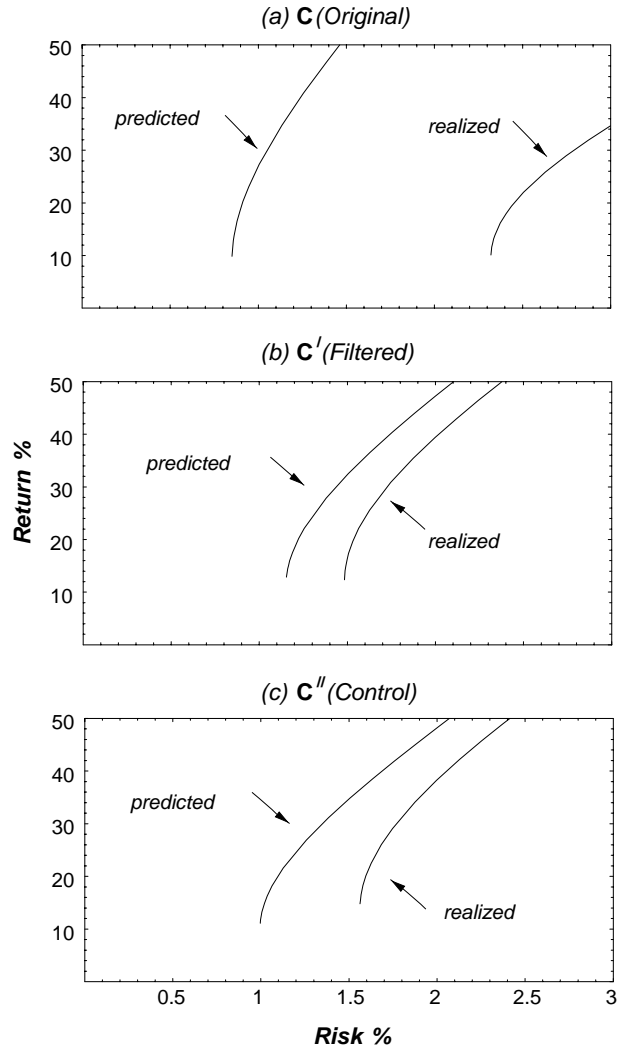 (a) C (Original)
50
40
30
20
10
predicted
realized
(b) C′ (Filtered)
50
40
30
20
10
predicted
realized
Return %
(c) C″ (Control)
50
40
30
20
10
predicted
realized
0.5 1 1.5 2 2.5 3
Risk %